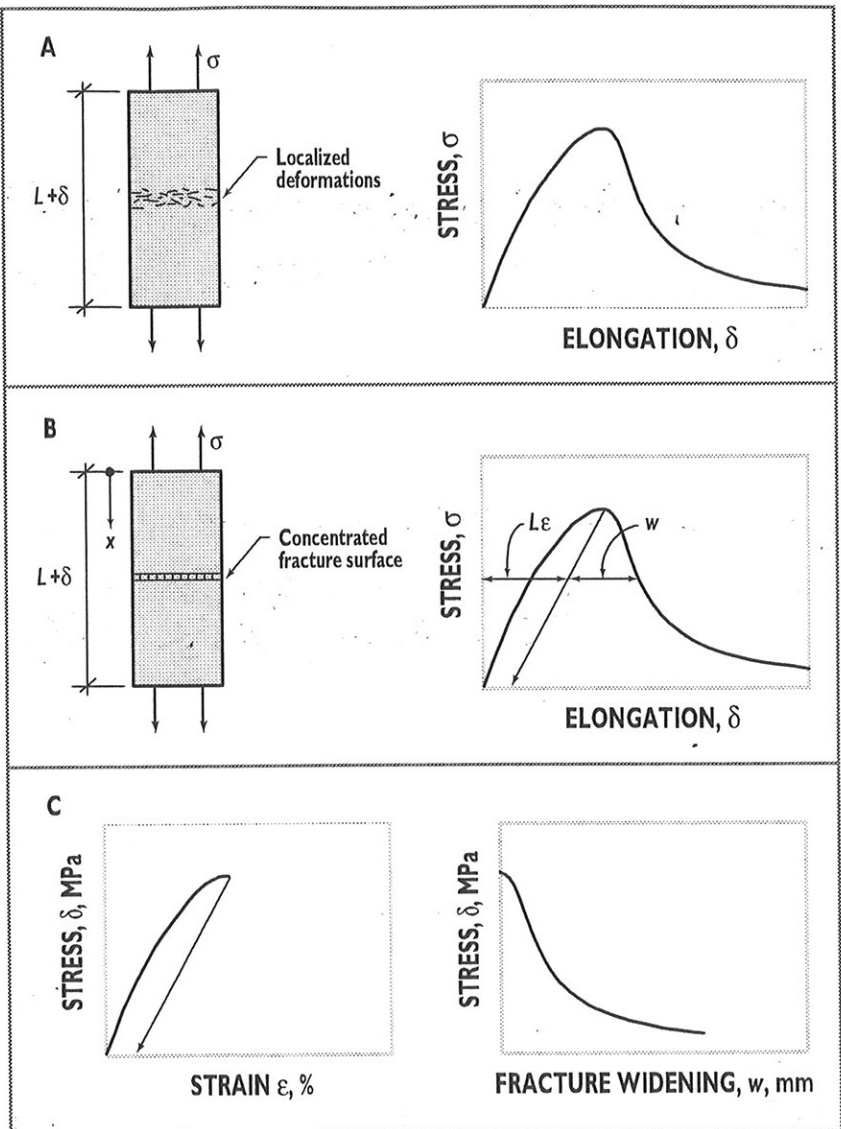 A
σ
Localized
deformations
L+δ
STRESS, σ
ELONGATION, δ
B
σ
x
Concentrated
fracture surface
L+δ
Lε
w
STRESS, σ
ELONGATION, δ
C
STRESS, δ, MPa
STRAIN ε, %
STRESS, δ, MPa
FRACTURE WIDENING, w, mm